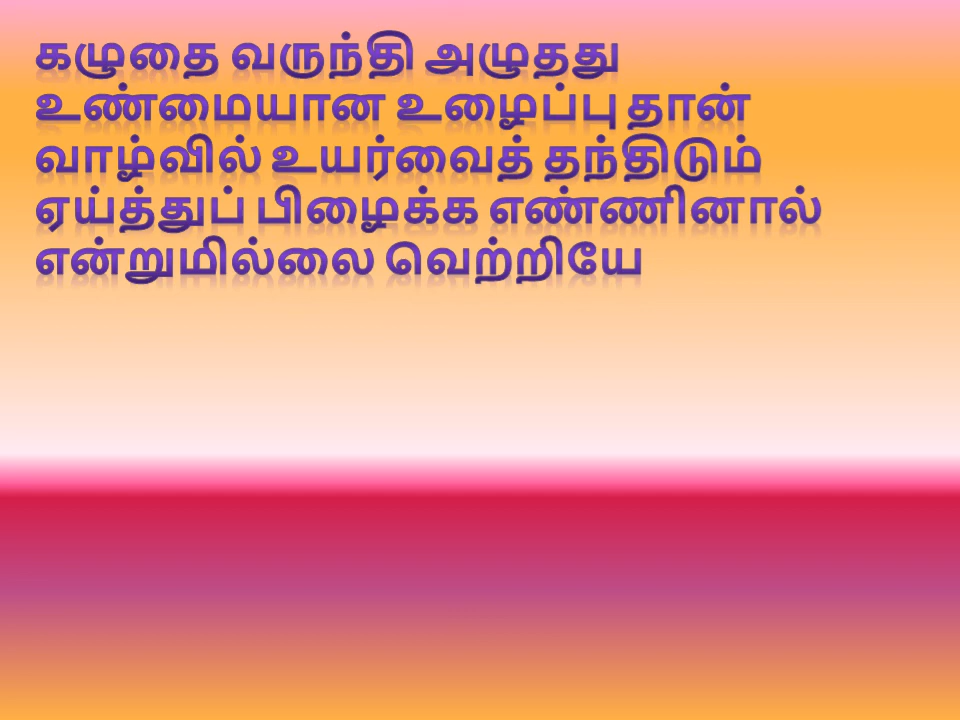 கழுதை வருந்தி அழுதது
உண்மையான உழைப்பு தான்
வாழ்வில் உயர்வைத் தந்திடும்
ஏய்த்துப் பிழைக்க எண்ணினால்
என்றுமில்லை வெற்றியே